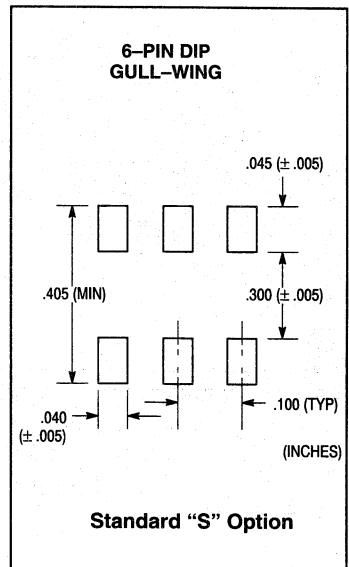 6–PIN DIP
GULL–WING
.045 (± .005)
.405 (MIN)
.300 (± .005)
.040
(± .005)
.100 (TYP)
(INCHES)
Standard “S” Option